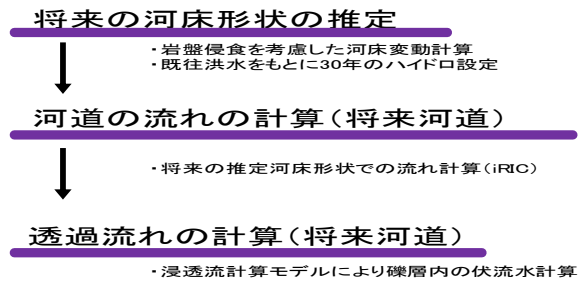 将来の河床形状の推定
・岩盤侵食を考慮した河床変動計算
・既往洪水をもとに30年のハイドロ設定
河道の流れの計算（将来河道）
・将来の推定河床形状での流れ計算（iRIC）
透過流れの計算（将来河道）
・浸透流計算モデルにより礫層内の伏流水計算